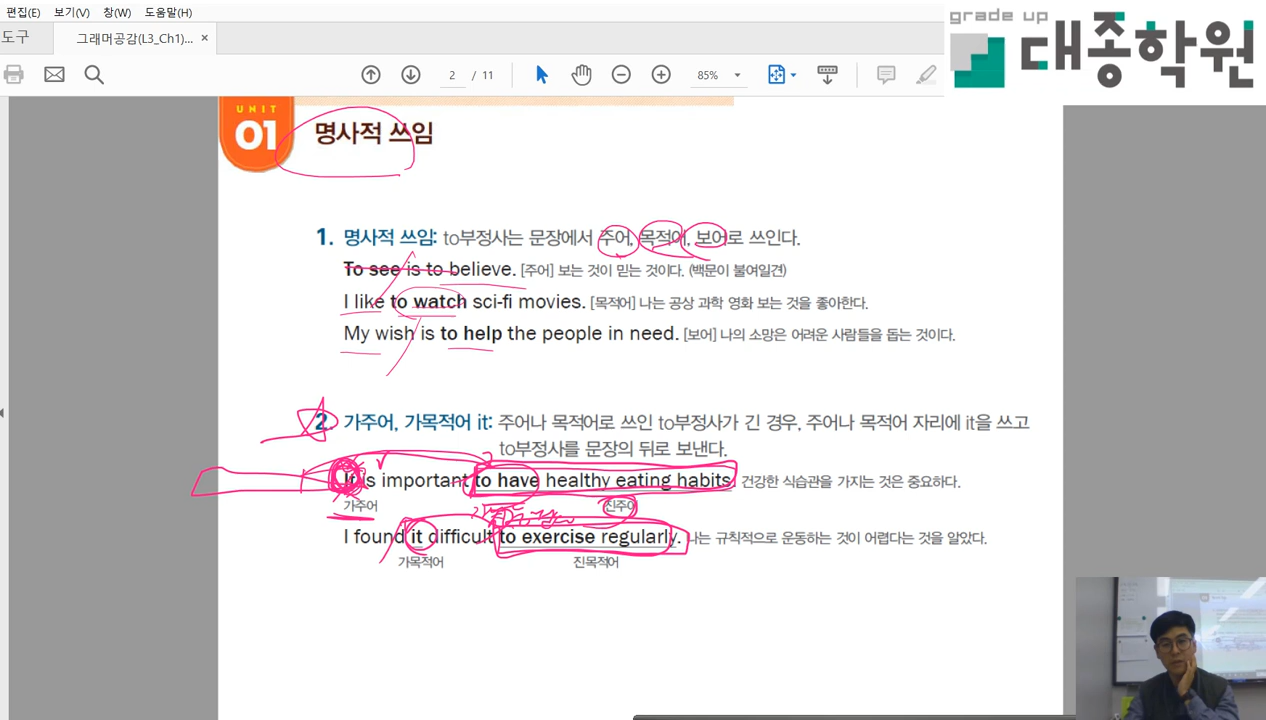 편집(E) 보기(V) 창(W) 도움말(H)
grade up
대종학원
도구 그래머공감(L3_Ch1)... ×
2 / 11 85%
UNIT
01
명사적 쓰임
1. 명사적 쓰임: to부정사는 문장에서 주어, 목적어, 보어로 쓰인다.
To see is to believe. [주어] 보는 것이 믿는 것이다. (백문이 불여일견)
I like to watch sci-fi movies. [목적어] 나는 공상 과학 영화 보는 것을 좋아한다.
My wish is to help the people in need. [보어] 나의 소망은 어려운 사람들을 돕는 것이다.
2. 가주어, 가목적어 it: 주어나 목적어로 쓰인 to부정사가 긴 경우, 주어나 목적어 자리에 it을 쓰고
to부정사를 문장의 뒤로 보낸다.
It is important to have healthy eating habits. 건강한 식습관을 가지는 것은 중요하다.
가주어 진주어
I found it difficult to exercise regularly. 나는 규칙적으로 운동하는 것이 어렵다는 것을 알았다.
가목적어 진목적어